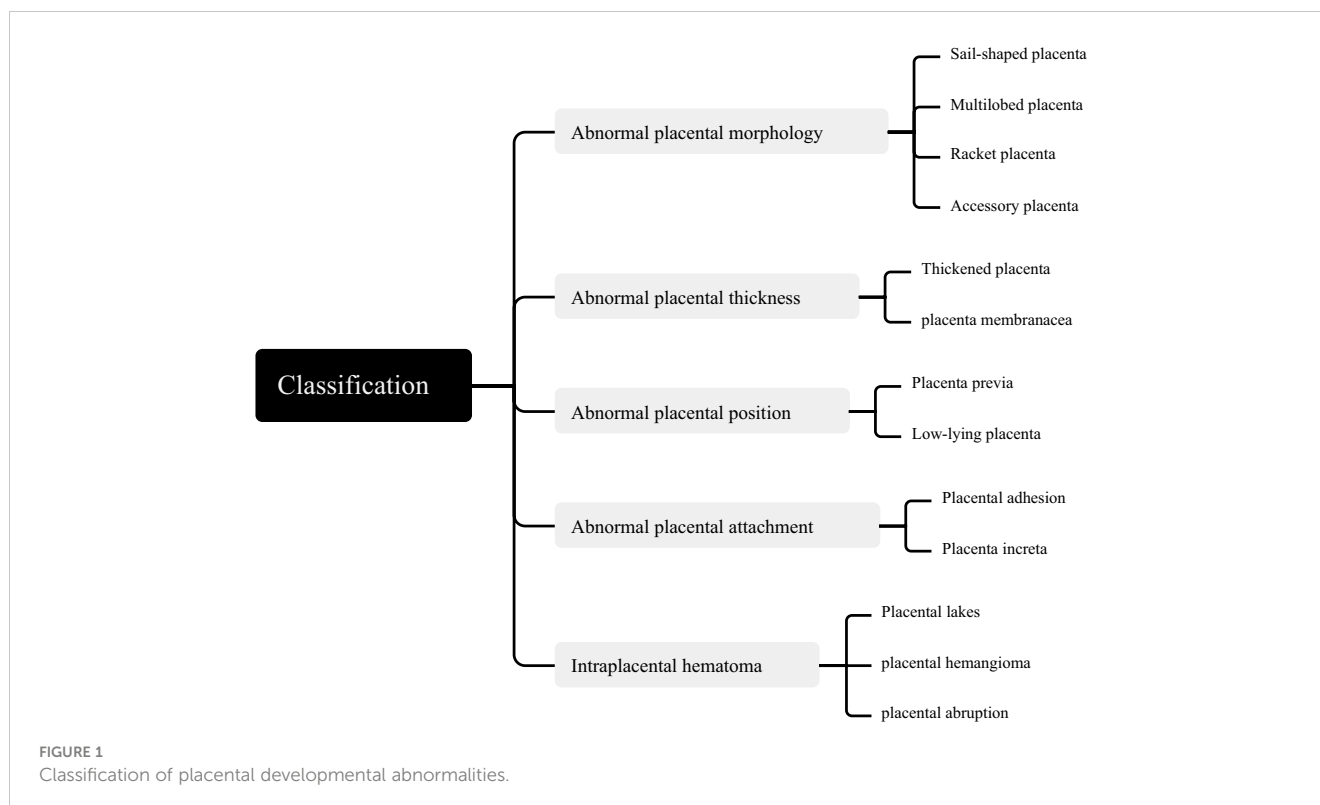 Classification
Abnormal placental morphology
Sail-shaped placenta
Multilobed placenta
Racket placenta
Accessory placenta
Abnormal placental thickness
Thickened placenta
placenta membranacea
Abnormal placental position
Placenta previa
Low-lying placenta
Abnormal placental attachment
Placental adhesion
Placenta increta
Intraplacental hematoma
Placental lakes
placental hemangioma
placental abruption
FIGURE 1
Classification of placental developmental abnormalities.